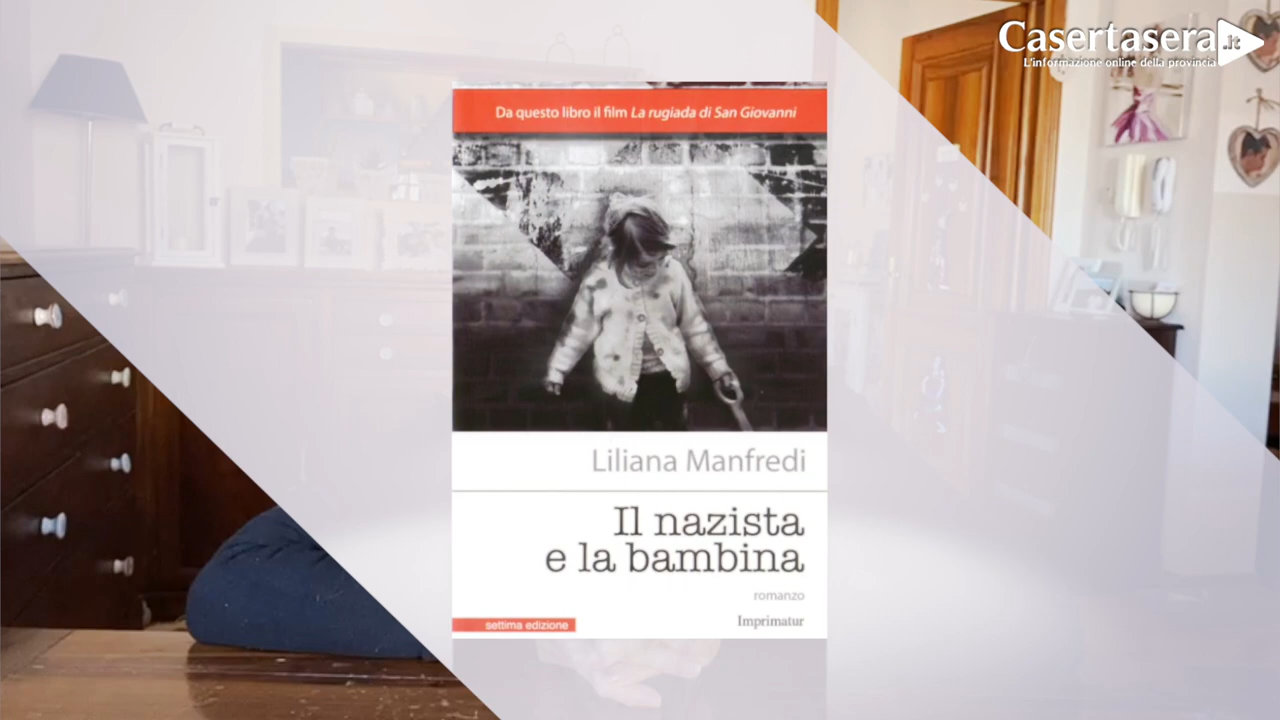 Casertasera.it
L'informazione online della provincia
Da questo libro il film La rugiada di San Giovanni
Liliana Manfredi
Il nazista
e la bambina
romanzo
Imprimatur
settima edizione